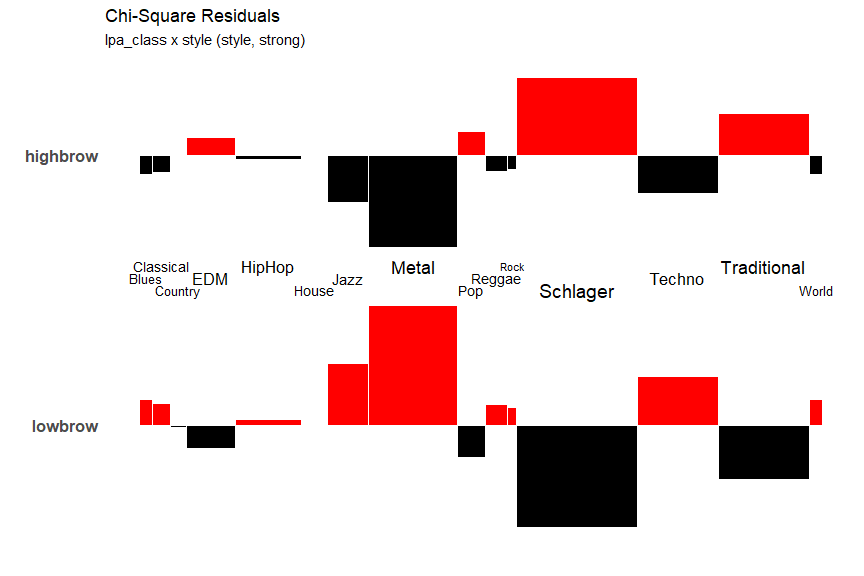 Chi-Square Residuals
lpa_class x style (style, strong)
highbrow
Classical HipHop Metal Rock Traditional
Blues EDM Jazz Reggae Techno
Country House Pop Schlager World
lowbrow